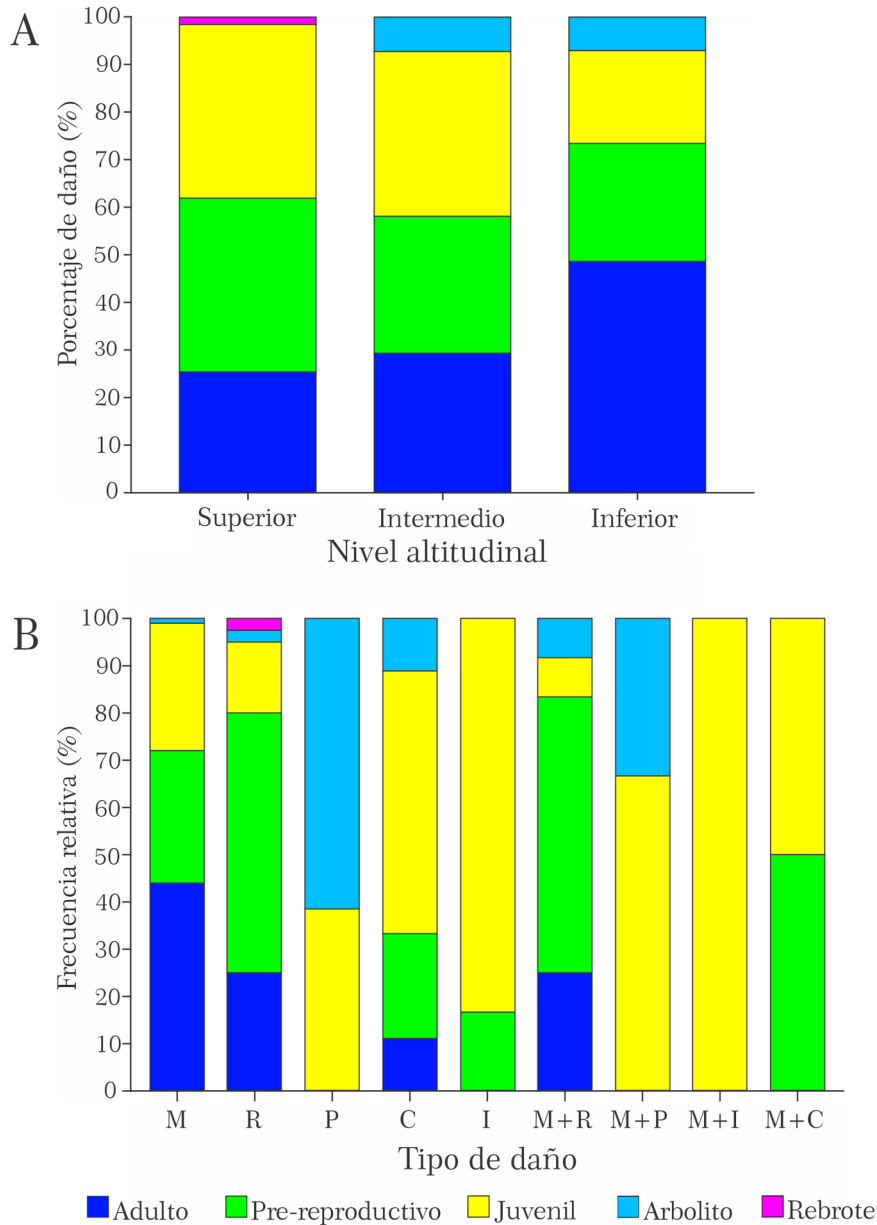 A
Porcentaje de daño (%)
100
90
80
70
60
50
40
30
20
10
0
Superior Intermedio Inferior
Nivel altitudinal
B
Frecuencia relativa (%)
100
90
80
70
60
50
40
30
20
10
0
M R P C I M+R M+P M+I M+C
Tipo de daño
Adulto Pre-reproductivo Juvenil Arbolito Rebrote